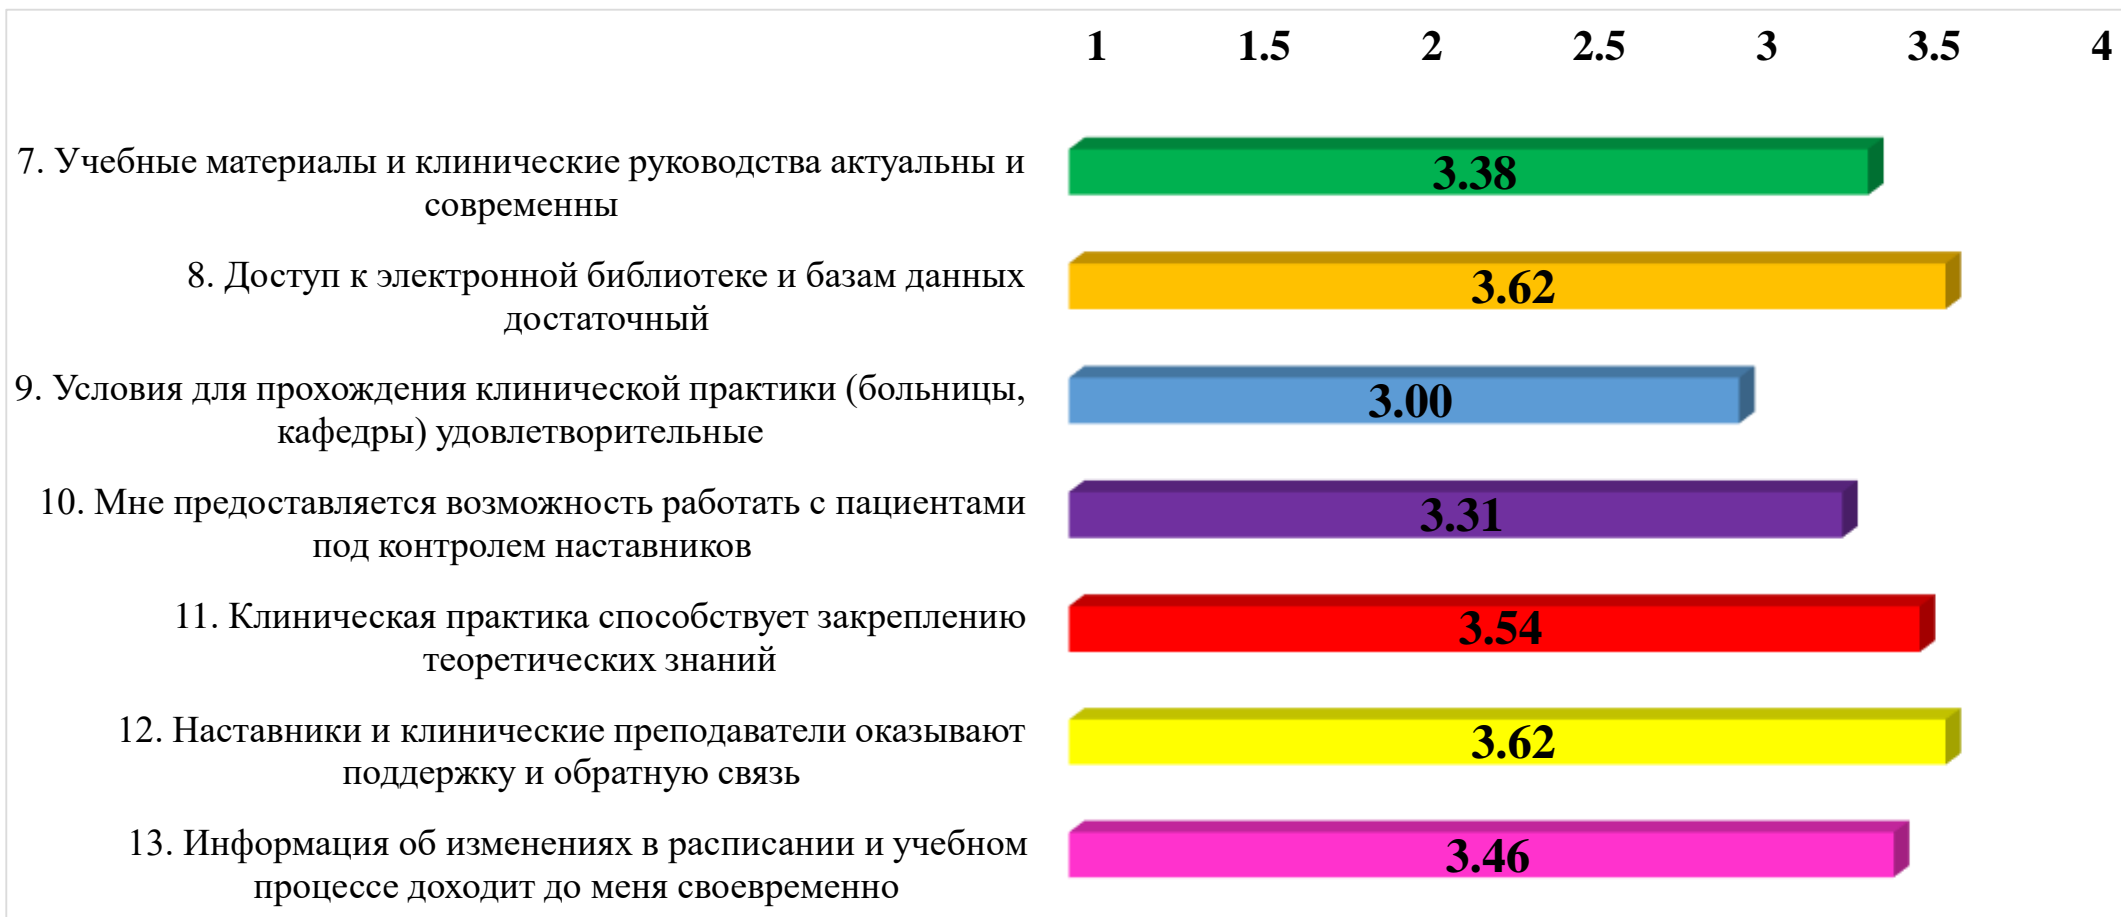 1 1.5 2 2.5 3 3.5 4
7. Учебные материалы и клинические руководства актуальны и
современны
3.38
8. Доступ к электронной библиотеке и базам данных
достаточный
3.62
9. Условия для прохождения клинической практики (больницы,
кафедры) удовлетворительные
3.00
10. Мне предоставляется возможность работать с пациентами
под контролем наставников
3.31
11. Клиническая практика способствует закреплению
теоретических знаний
3.54
12. Наставники и клинические преподаватели оказывают
поддержку и обратную связь
3.62
13. Информация об изменениях в расписании и учебном
процессе доходит до меня своевременно
3.46